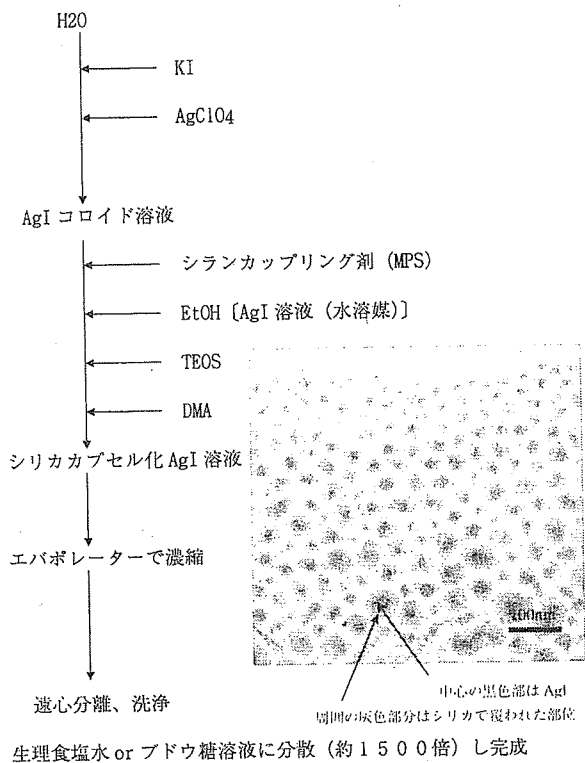 H2O
KI
AgClO4
AgI コロイド溶液
シランカップリング剤 (MPS)
EtOH〔AgI 溶液（水溶媒）〕
TEOS
DMA
シリカカプセル化 AgI 溶液
エバポレーターで濃縮
100nm
遠心分離、洗浄
中心の黒色部は AgI
周囲の灰色部分はシリカで覆われた部位
生理食塩水 or ブドウ糖溶液に分散（約１５００倍）し完成